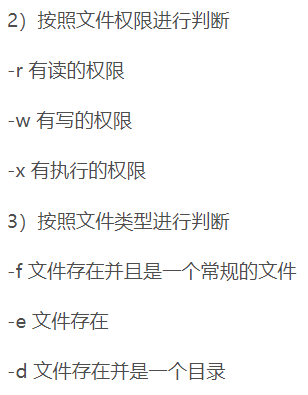 2）按照文件权限进行判断
-r 有读的权限
-w 有写的权限
-x 有执行的权限
3）按照文件类型进行判断
-f 文件存在并且是一个常规的文件
-e 文件存在
-d 文件存在并是一个目录